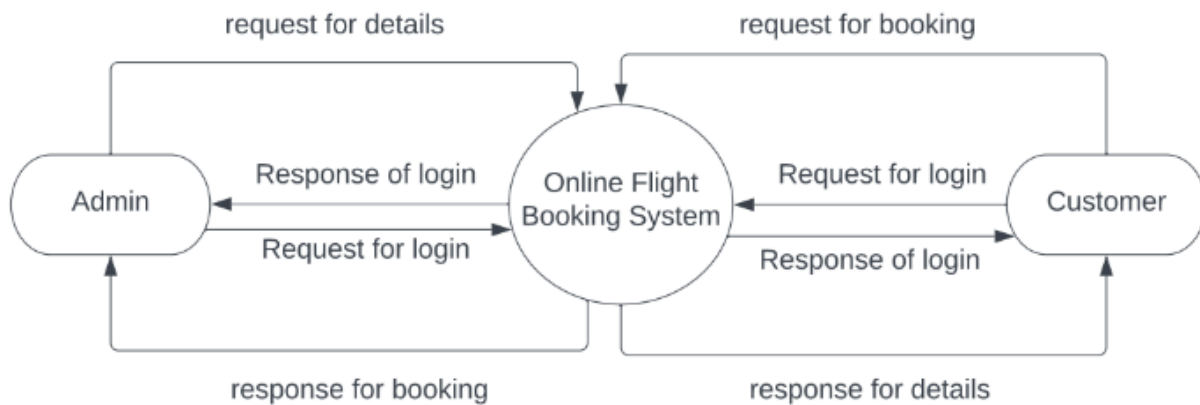 request for details
request for booking
Response of login
Request for login
Admin
Online Flight
Booking System
Customer
Request for login
Response of login
response for booking
response for details